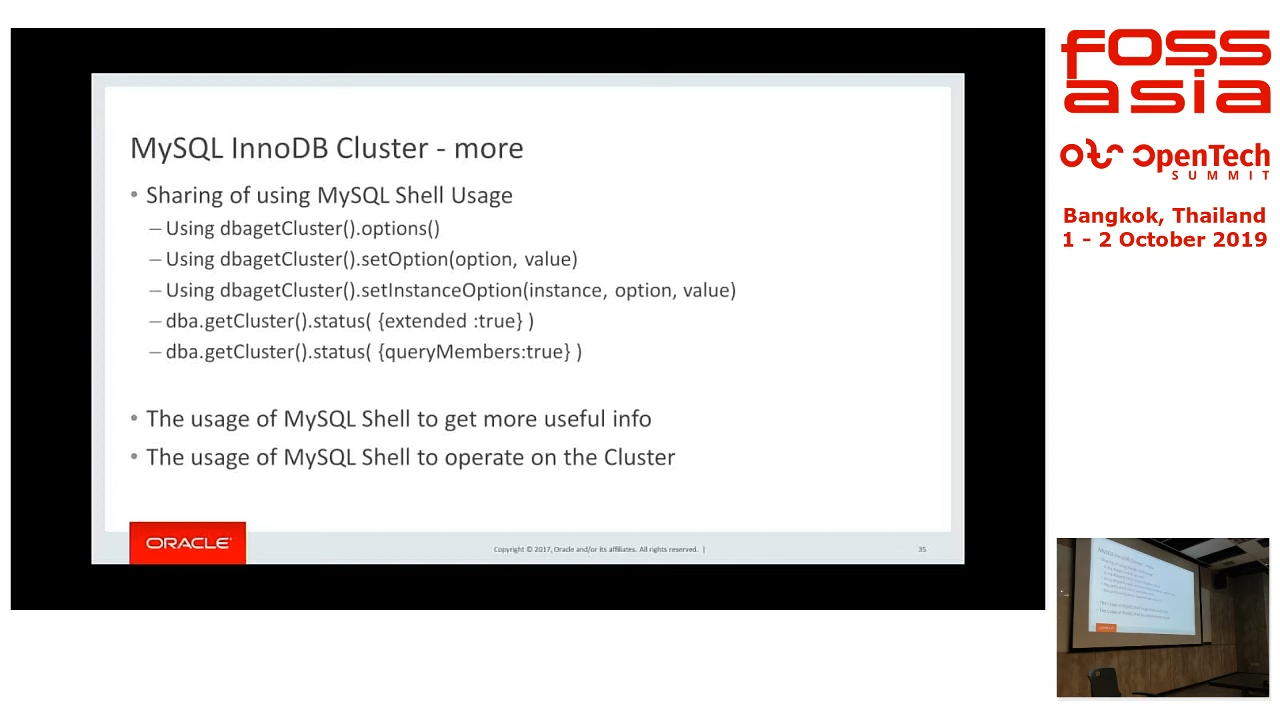 MySQL InnoDB Cluster - more
• Sharing of using MySQL Shell Usage
– Using dbagetCluster().options()
– Using dbagetCluster().setOption(option, value)
– Using dbagetCluster().setInstanceOption(instance, option, value)
– dba.getCluster().status( {extended :true} )
– dba.getCluster().status( {queryMembers:true} )
• The usage of MySQL Shell to get more useful info
• The usage of MySQL Shell to operate on the Cluster
ORACLE
Copyright © 2017, Oracle and/or its affiliates. All rights reserved. |
35
foss
asia
OpenTech
SUMMIT
Bangkok, Thailand
1 - 2 October 2019